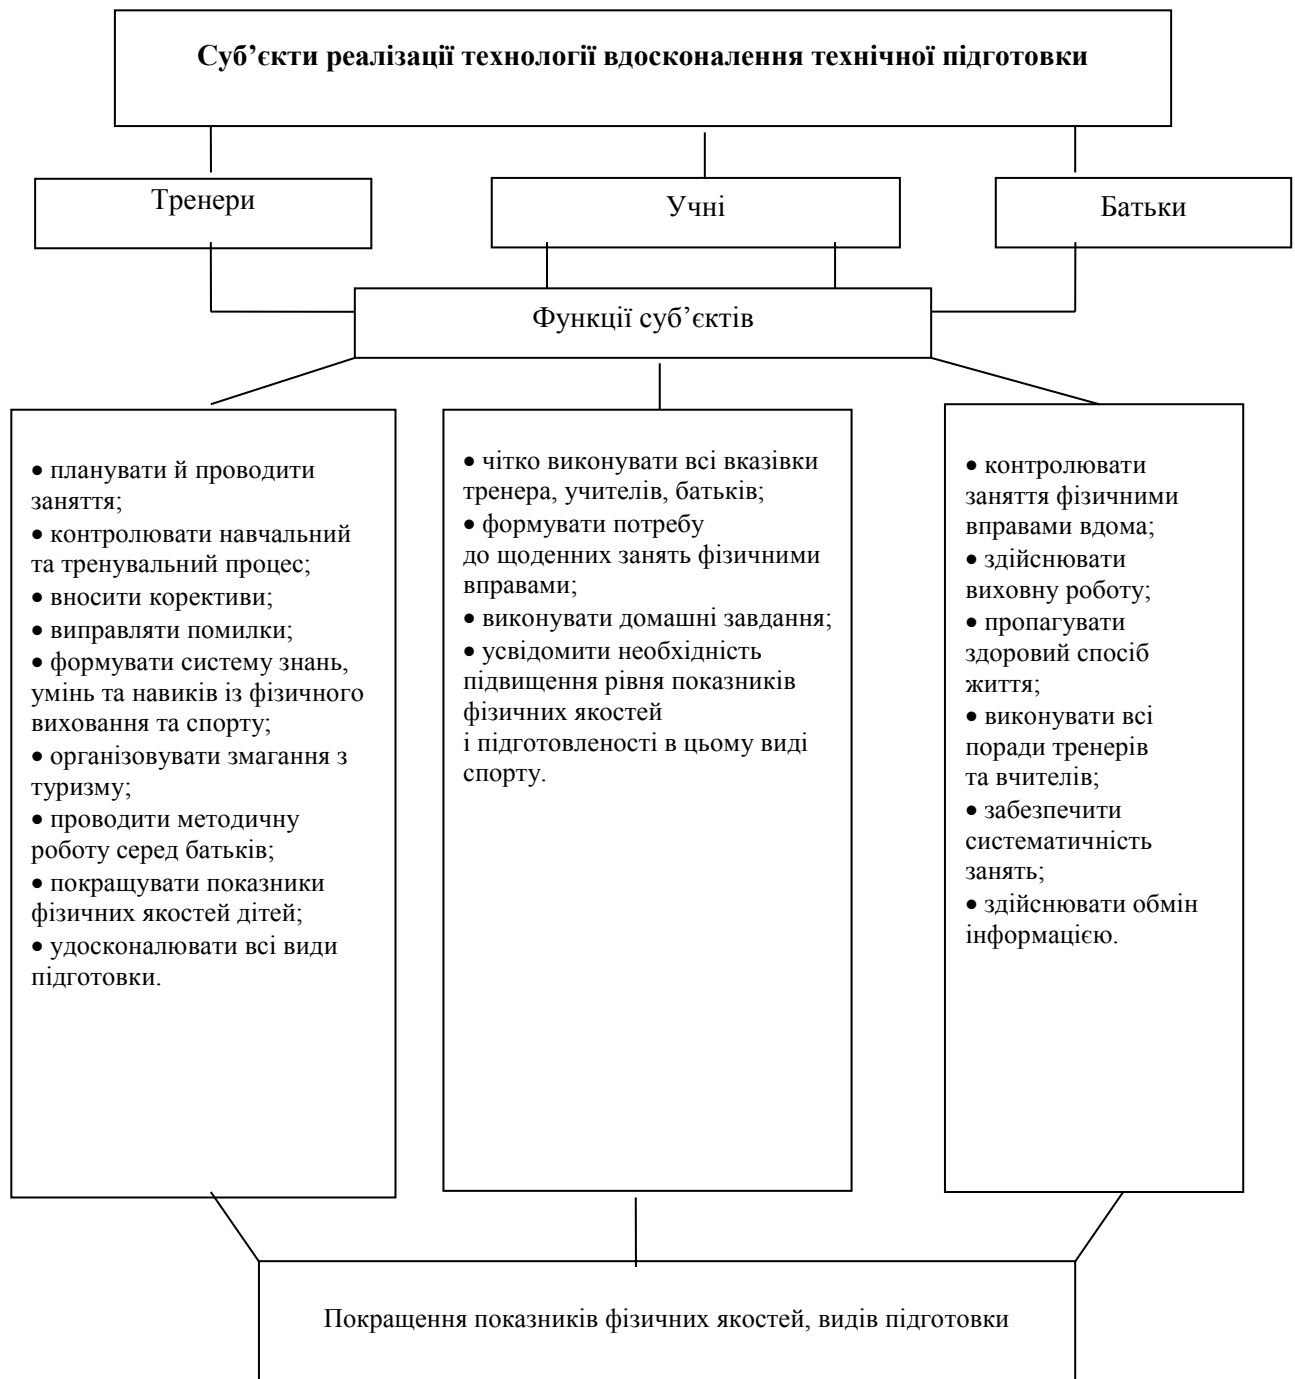 Суб’єкти реалізації технології вдосконалення технічної підготовки
Тренери
Учні
Батьки
Функції суб’єктів
• планувати й проводити
заняття;
• контролювати навчальний
та тренувальний процес;
• вносити корективи;
• виправляти помилки;
• формувати систему знань,
умінь та навиків із фізичного
виховання та спорту;
• організовувати змагання з
туризму;
• проводити методичну
роботу серед батьків;
• покращувати показники
фізичних якостей дітей;
• удосконалювати всі види
підготовки.
• чітко виконувати всі вказівки
тренера, учителів, батьків;
• формувати потребу
до щоденних занять фізичними
вправами;
• виконувати домашні завдання;
• усвідомити необхідність
підвищення рівня показників
фізичних якостей
і підготовленості в цьому виді
спорту.
• контролювати
заняття фізичними
вправами вдома;
• здійснювати
виховну роботу;
• пропагувати
здоровий спосіб
життя;
• виконувати всі
поради тренерів
та вчителів;
• забезпечити
систематичність
занять;
• здійснювати обмін
інформацією.
Покращення показників фізичних якостей, видів підготовки